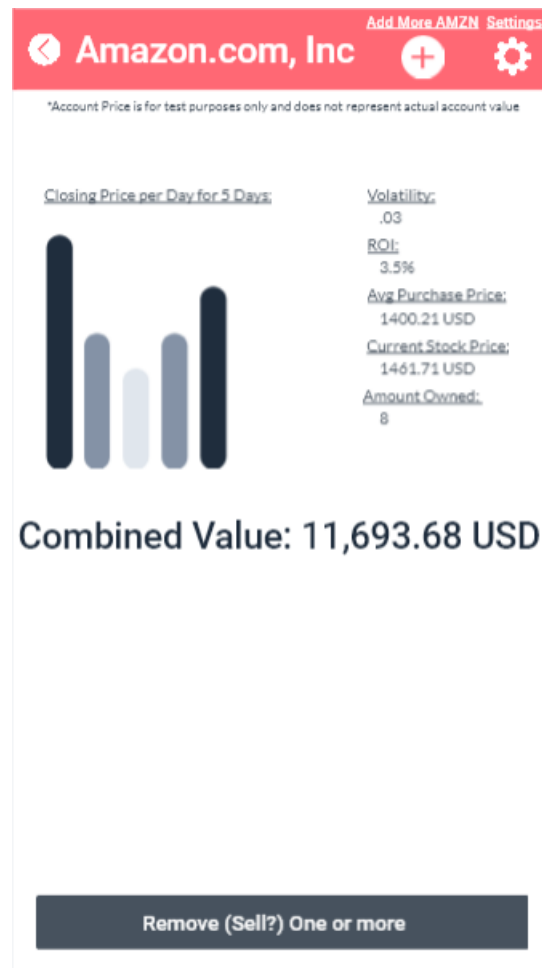 Add More AMZN Settings
Amazon.com, Inc
*Account Price is for test purposes only and does not represent actual account value
Closing Price per Day for 5 Days:
Volatility:
.03
ROI:
3.5%
Avg Purchase Price:
1400.21 USD
Current Stock Price:
1461.71 USD
Amount Owned:
8
Combined Value: 11,693.68 USD
Remove (Sell?) One or more